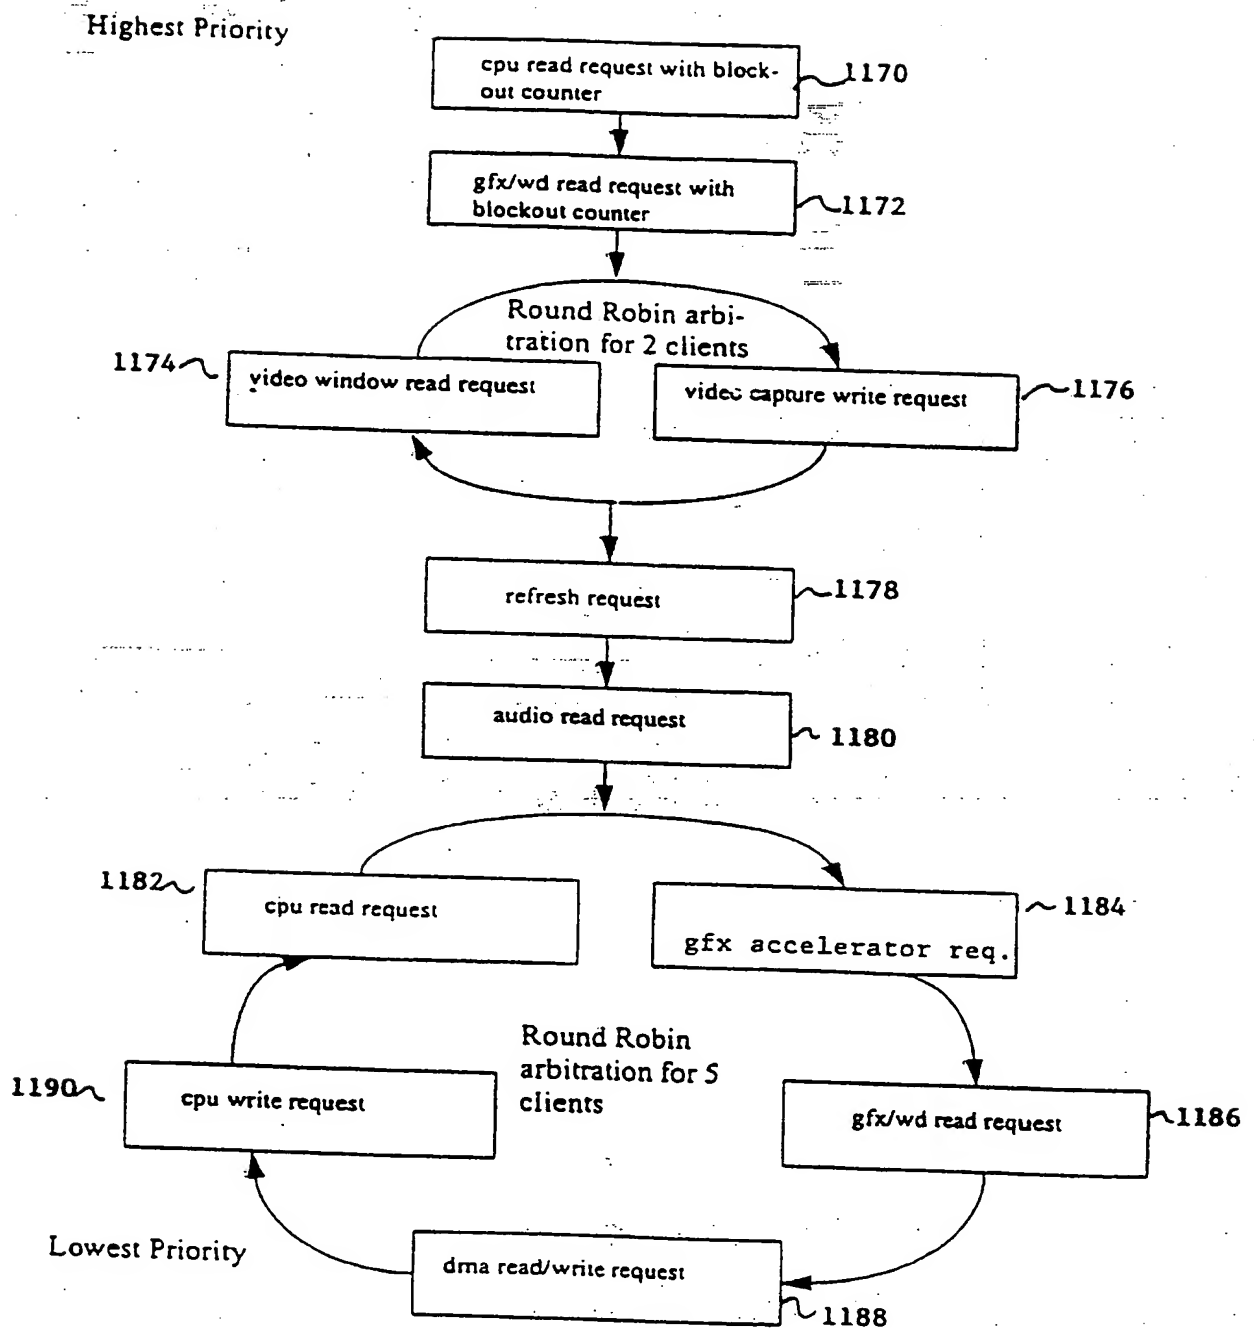 Highest Priority
cpu read request with block-
out counter
1170
gfx/wd read request with
blockout counter
1172
Round Robin arbi-
tration for 2 clients
1174
video window read request
video capture write request
1176
refresh request
1178
audio read request
1180
1182
cpu read request
gfx accelerator req.
1184
Round Robin
arbitration for 5
clients
1190
cpu write request
gfx/wd read request
1186
Lowest Priority
dma read/write request
1188